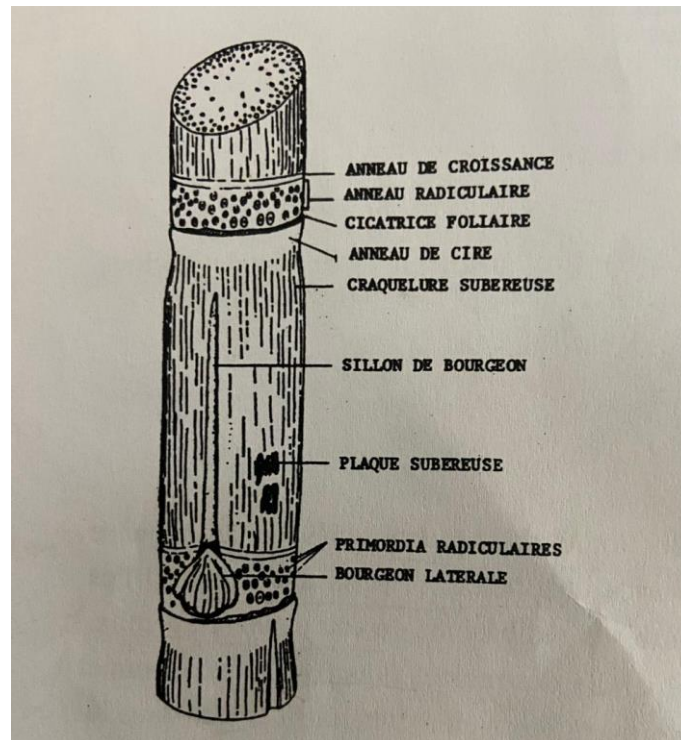 ANNEAU DE CROISSANCE
ANNEAU RADICULAIRE
CICATRICE FOLIAIRE
ANNEAU DE CIRE
CRAQUELURE SUBEREUSE
SILLON DE BOURGEON
PLAQUE SUBEREUSE
PRIMORDIA RADICULAIRES
BOURGEON LATERALE